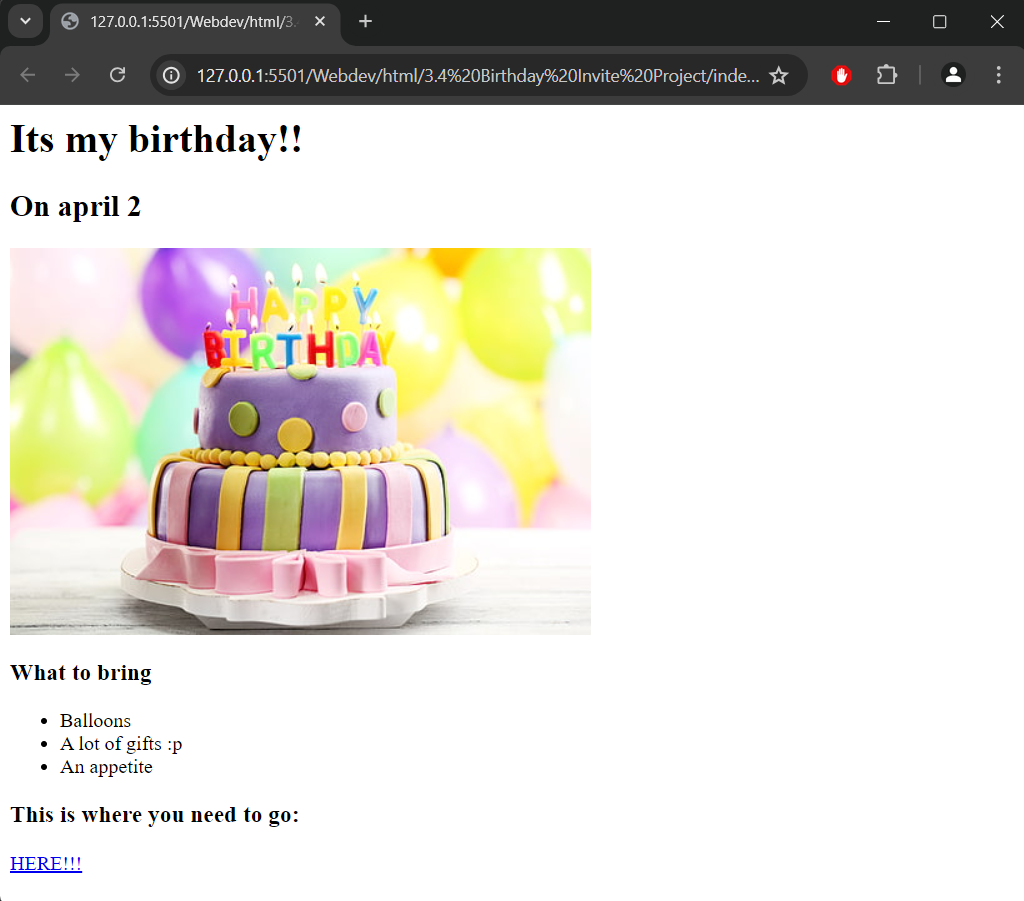 127.0.0.1:5501/Webdev/html/3.
127.0.0.1:5501/Webdev/html/3.4%20Birthday%20Invite%20Project/inde...
Its my birthday!!
On april 2
HAPPY
BIRTHDAY
What to bring
Balloons
A lot of gifts :p
An appetite
This is where you need to go:
HERE!!!